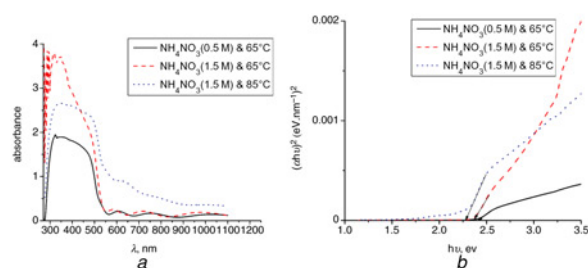 a
NH4NO3(0.5 M) & 65°C
NH4NO3(1.5 M) & 65°C
NH4NO3(1.5 M) & 85°C
4
3
2
1
0
absorbance
300 400 500 600 700 800 900 1000 1100 1200
λ, nm
a
b
NH4NO3(0.5 M) & 65°C
NH4NO3(1.5 M) & 65°C
NH4NO3(1.5 M) & 85°C
0.002
0.001
0
(αhυ)2 (eV.nm−1)2
1.0 1.5 2.0 2.5 3.0 3.5
hυ, ev
b